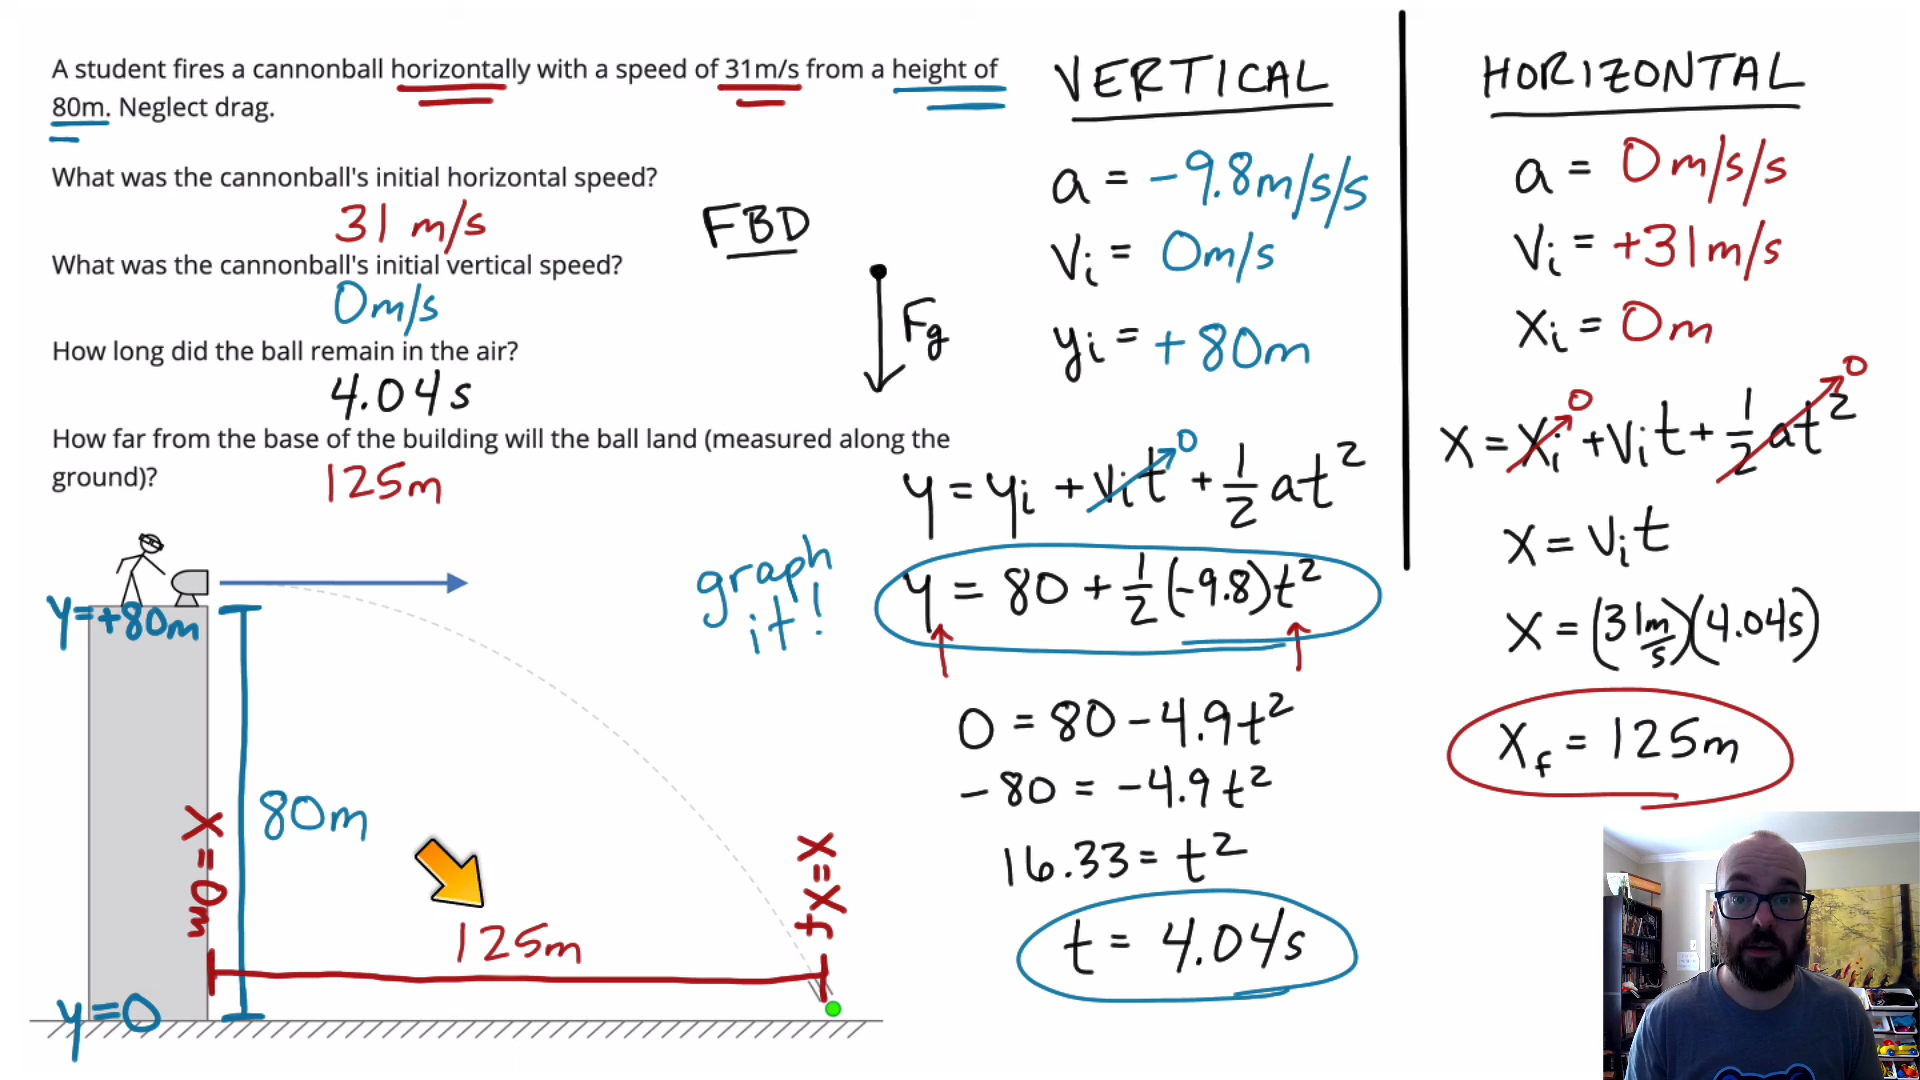 A student fires a cannonball horizontally with a speed of 31m/s from a height of
80m. Neglect drag.
What was the cannonball's initial horizontal speed?
31 m/s
What was the cannonball's initial vertical speed?
0m/s
How long did the ball remain in the air?
4.04s
How far from the base of the building will the ball land (measured along the
ground)?
125m
FBD
Fg
y=+80m
80m
x=0m
125m
x=xf
y=0
graph
it!
VERTICAL
a = -9.8m/s/s
vi = 0m/s
yi = +80m
y = yi + vit + 1/2 at²
0
y = 80 + 1/2 (-9.8)t²
0 = 80 - 4.9t²
-80 = -4.9t²
16.33 = t²
t = 4.04s
HORIZONTAL
a = 0m/s/s
vi = +31m/s
xi = 0m
0 0
x = xi + vit + 1/2 at²
x = vit
x = (31 m/s)(4.04s)
xf = 125m